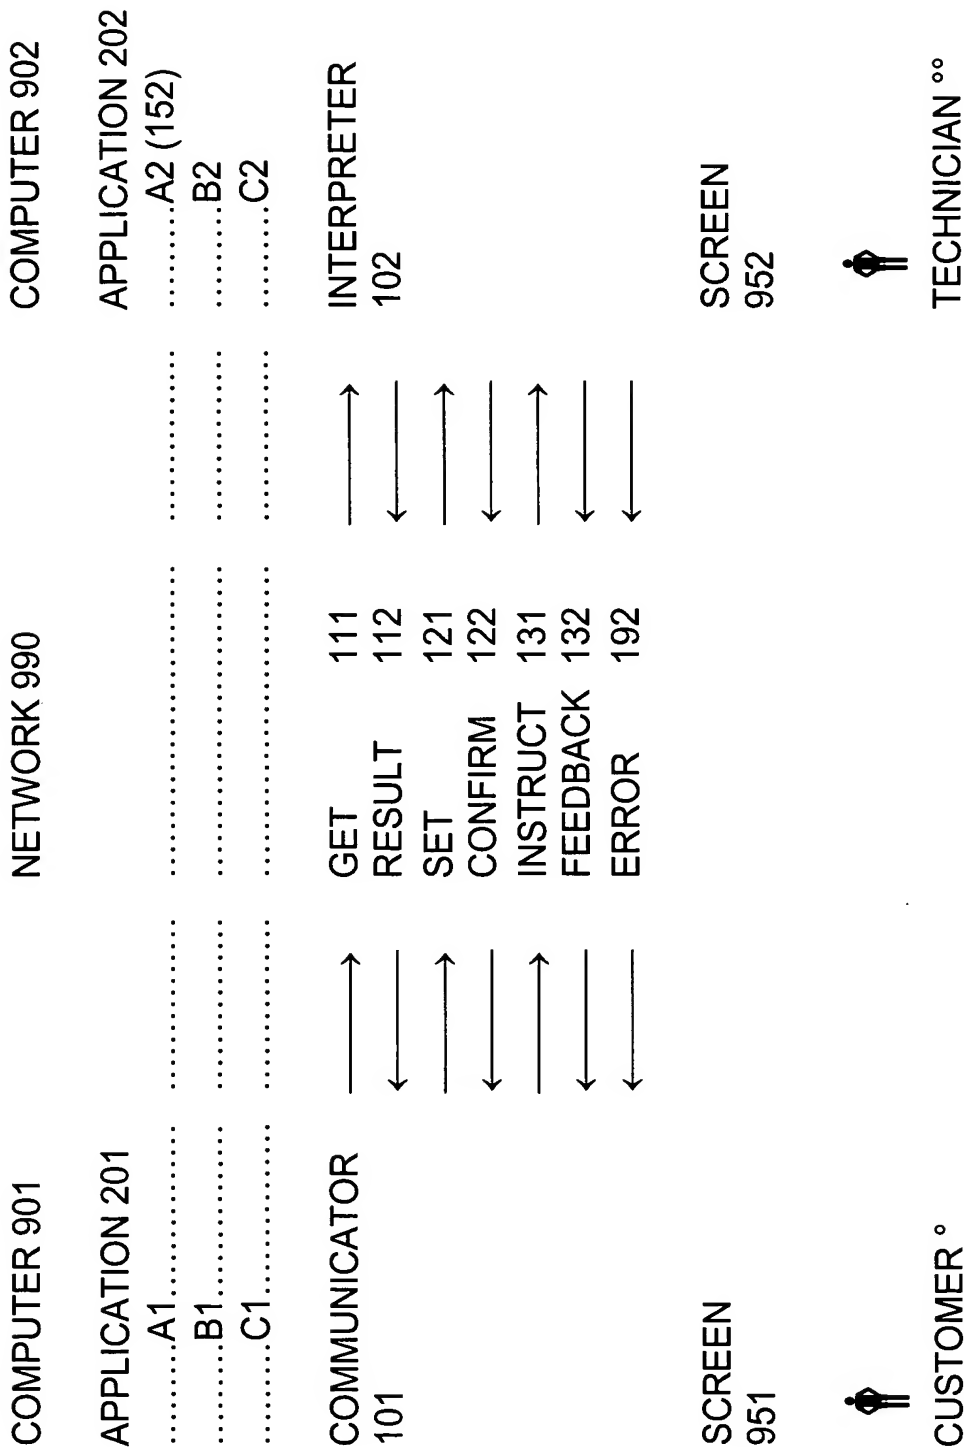 COMPUTER 901 NETWORK 990 COMPUTER 902
APPLICATION 201 APPLICATION 202
..........A1................................ ................... ......................................... ................... ..........A2 (152)
..........B1................................ ................... ......................................... ................... ..........B2
..........C1................................ ................... ......................................... ................... ..........C2
COMMUNICATOR → GET 111 → INTERPRETER
101 ← RESULT 112 ← 102
→ SET 121 →
← CONFIRM 122 ←
→ INSTRUCT 131 →
← FEEDBACK 132 ←
← ERROR 192 ←
SCREEN SCREEN
951 952
CUSTOMER ° TECHNICIAN °°